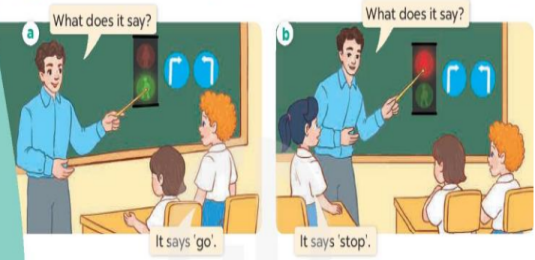 a
What does it say?
It says 'go'.
b
What does it say?
It says 'stop'.